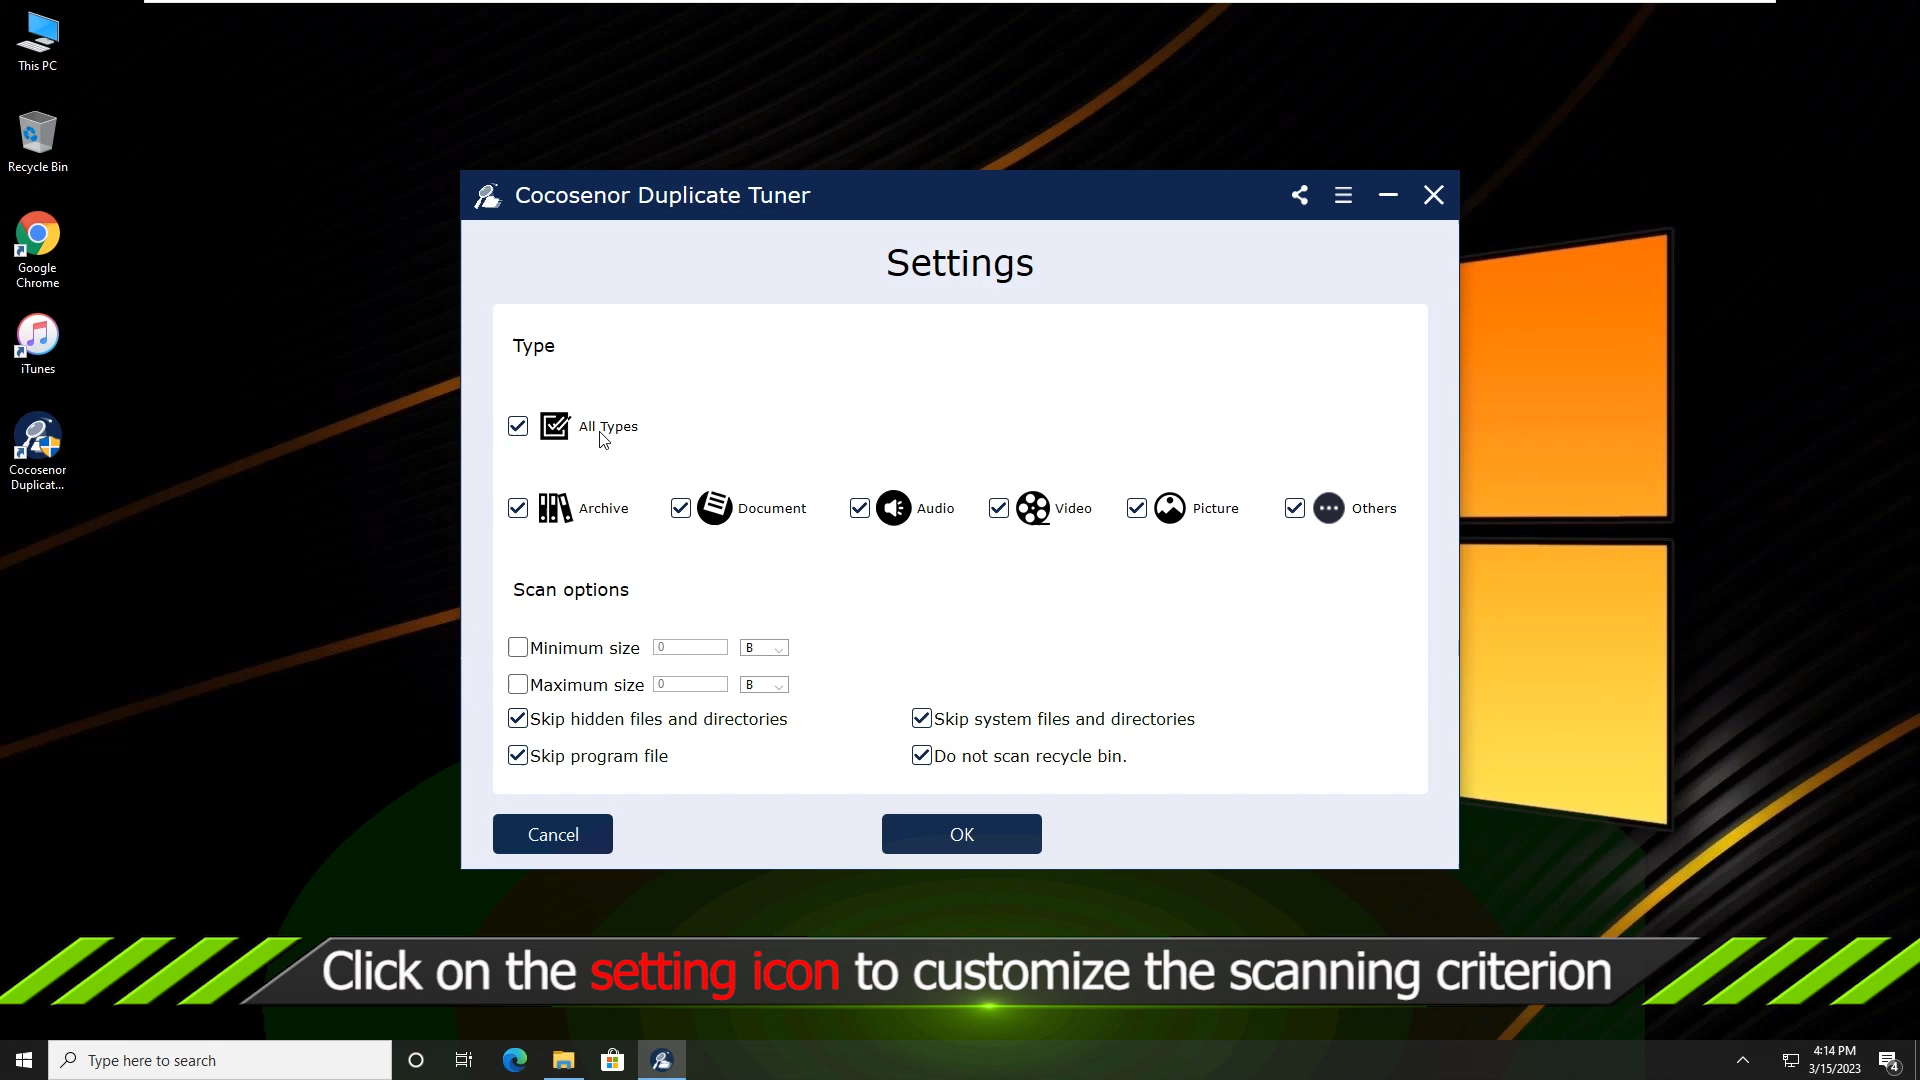 This PC
Recycle Bin
Google
Chrome
iTunes
Cocosenor
Duplicat...
Cocosenor Duplicate Tuner
Settings
Type
All Types
Archive
Document
Audio
Video
Picture
Others
Scan options
Minimum size 0 B
Maximum size 0 B
Skip hidden files and directories
Skip system files and directories
Skip program file
Do not scan recycle bin.
Cancel
OK
Click on the setting icon to customize the scanning criterion
Type here to search
4:14 PM
3/15/2023
4